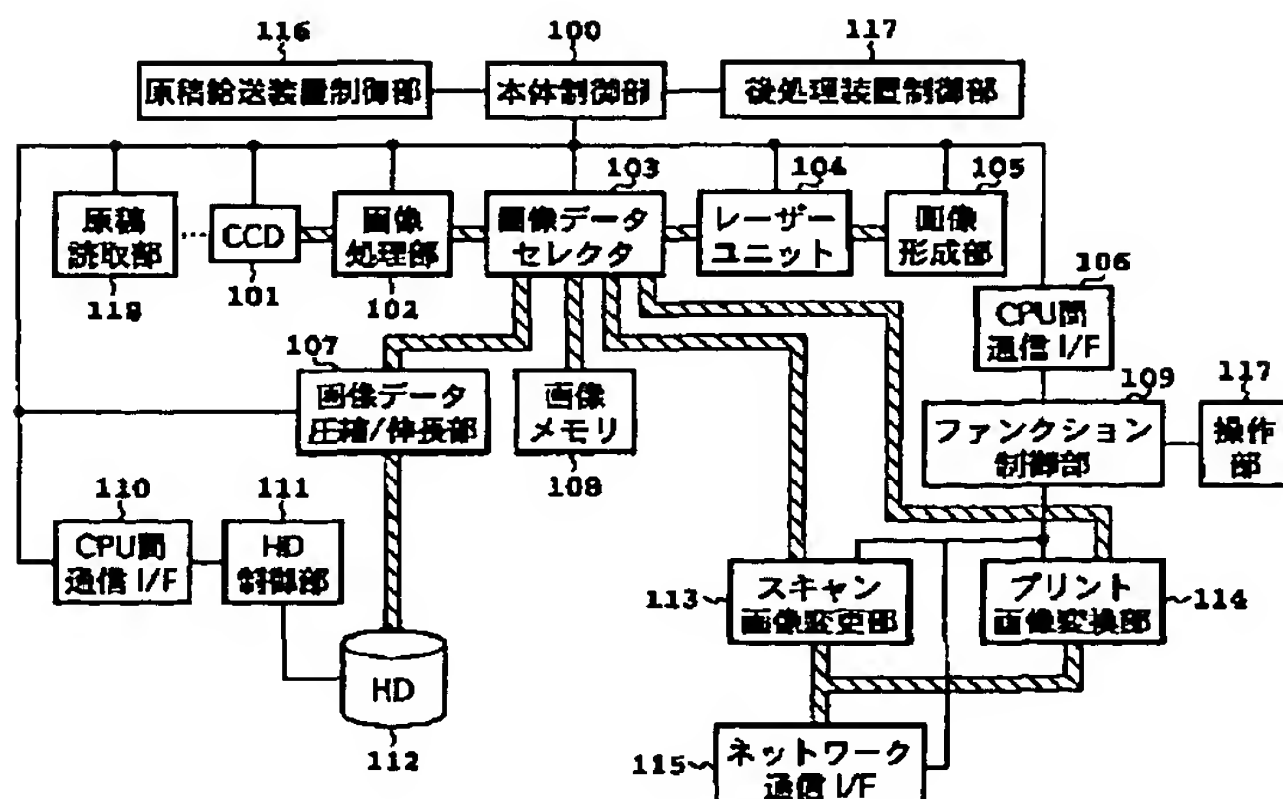 116
100
117
原稿給送装置制御部
本体制御部
後処理装置制御部
103
104
105
原稿
読取部
CCD
画像
処理部
画像データ
セレクタ
レーザー
ユニット
画像
形成部
118
101
102
106
CPU間
通信 I/F
107
画像データ
圧縮/伸長部
画像
メモリ
108
109
117
ファンクション
制御部
操作
部
110
111
CPU間
通信 I/F
HD
制御部
113
スキャン
画像変更部
プリント
画像変換部
114
HD
112
115
ネットワーク
通信 I/F